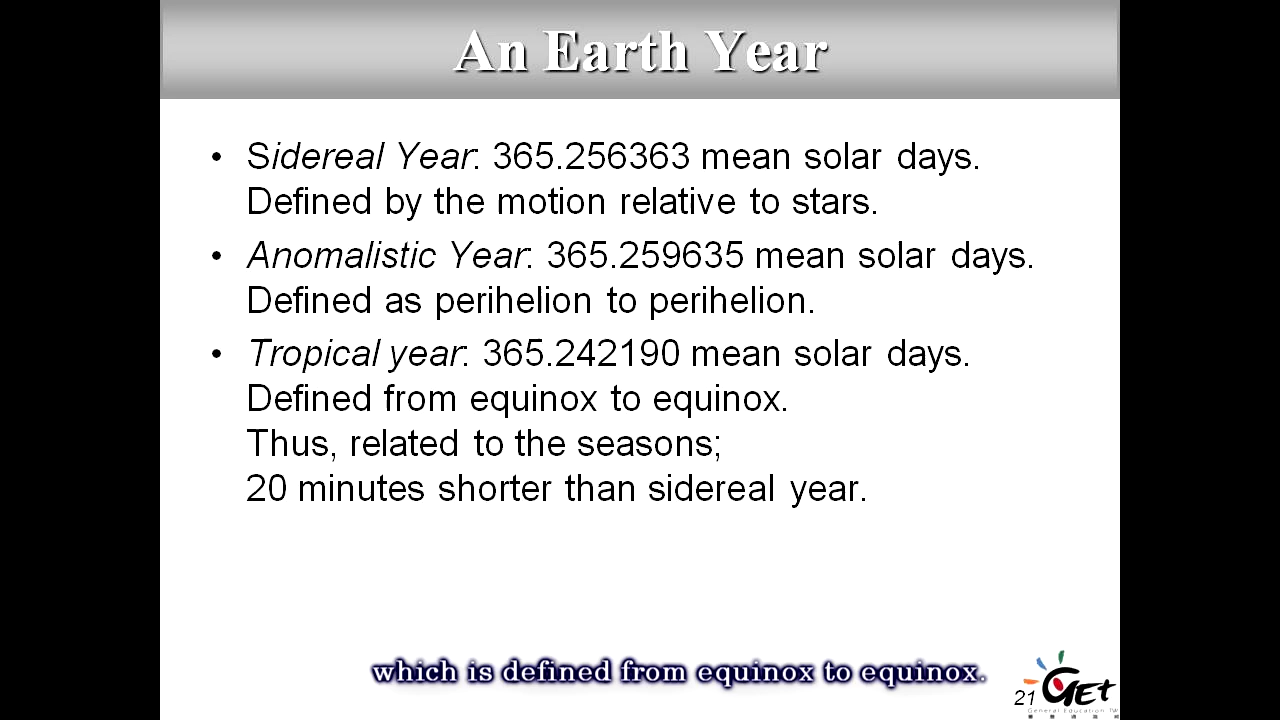 An Earth Year
• Sidereal Year: 365.256363 mean solar days.
Defined by the motion relative to stars.
• Anomalistic Year: 365.259635 mean solar days.
Defined as perihelion to perihelion.
• Tropical year: 365.242190 mean solar days.
Defined from equinox to equinox.
Thus, related to the seasons;
20 minutes shorter than sidereal year.
which is defined from equinox to equinox.
21 GET
General Education TW